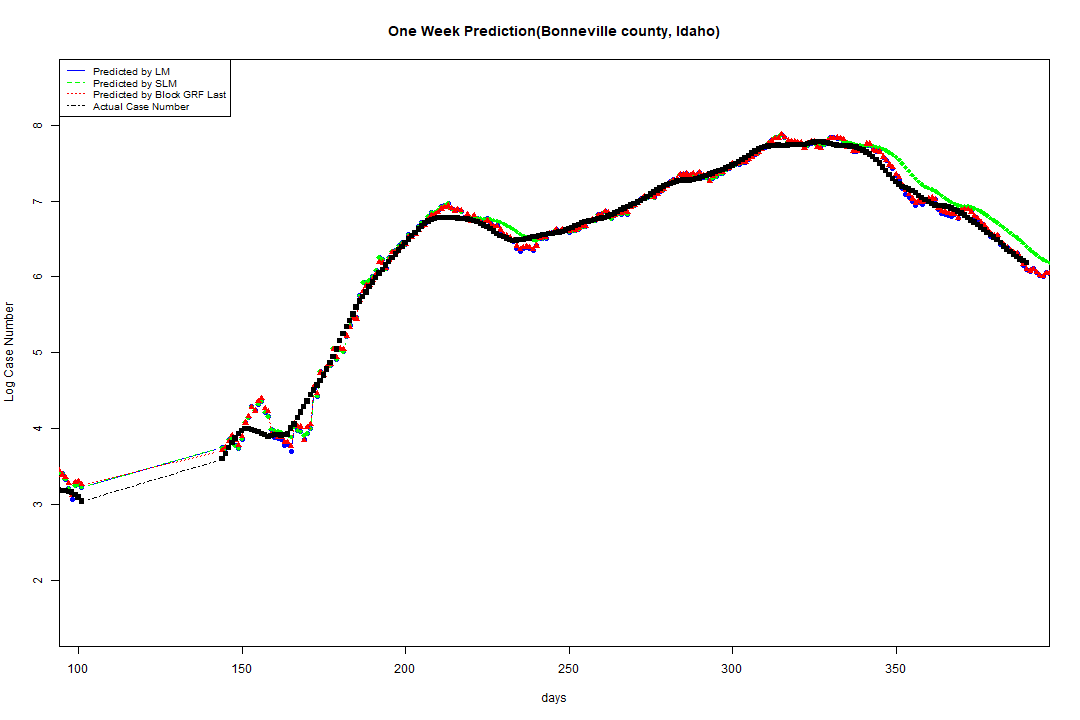 One Week Prediction(Bonneville county, Idaho)
Predicted by LM
Predicted by SLM
Predicted by Block GRF Last
Actual Case Number
Log Case Number
8
7
6
5
4
3
2
100 150 200 250 300 350
days